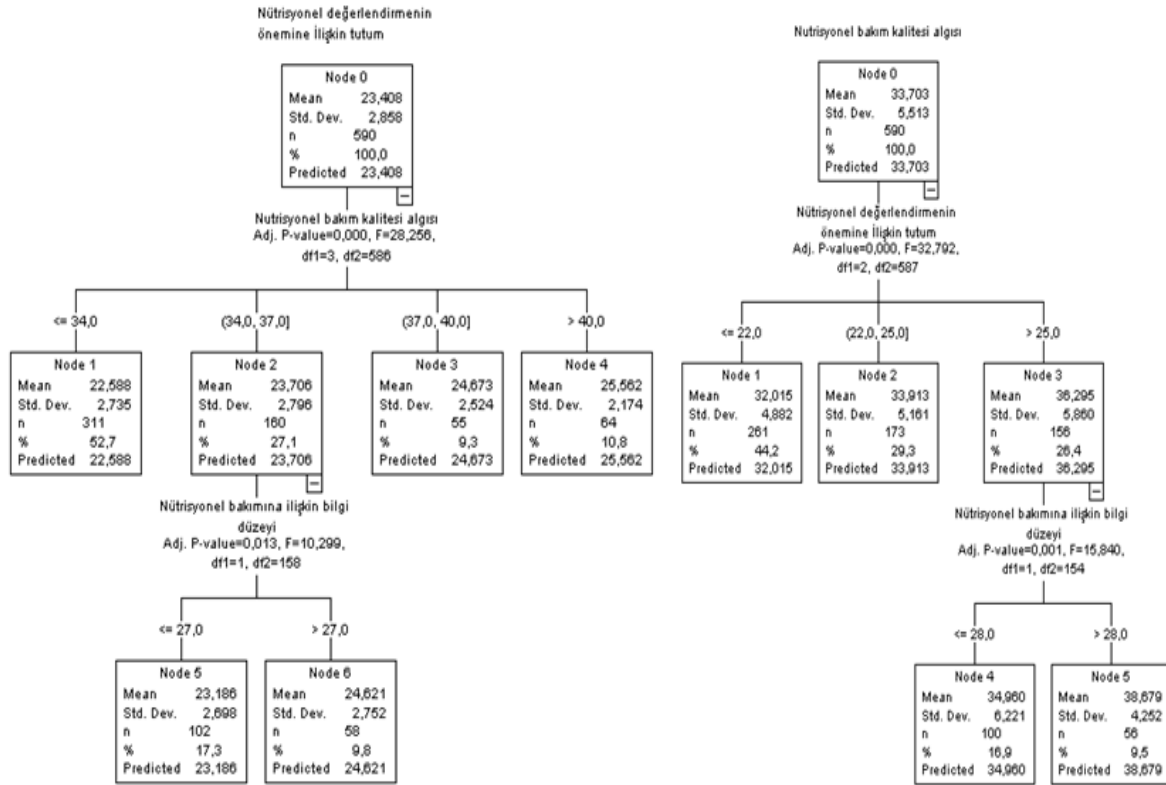 Nütrisyonel değerlendirmenin
önemine İlişkin tutum
Node 0
Mean 23,408
Std. Dev. 2,858
n 590
% 100,0
Predicted 23,408
Nutrisyonel bakım kalitesi algısı
Adj. P-value=0,000, F=28,256,
df1=3, df2=586
<= 34,0
(34,0, 37,0]
(37,0, 40,0]
> 40,0
Node 1
Mean 22,588
Std. Dev. 2,735
n 311
% 52,7
Predicted 22,588
Node 2
Mean 23,706
Std. Dev. 2,796
n 160
% 27,1
Predicted 23,706
Node 3
Mean 24,673
Std. Dev. 2,524
n 55
% 9,3
Predicted 24,673
Node 4
Mean 25,562
Std. Dev. 2,174
n 64
% 10,8
Predicted 25,562
Nütrisyonel bakımına ilişkin bilgi
düzeyi
Adj. P-value=0,013, F=10,299,
df1=1, df2=158
<= 27,0
> 27,0
Node 5
Mean 23,186
Std. Dev. 2,698
n 102
% 17,3
Predicted 23,186
Node 6
Mean 24,621
Std. Dev. 2,752
n 58
% 9,8
Predicted 24,621
Nutrisyonel bakım kalitesi algısı
Node 0
Mean 33,703
Std. Dev. 5,513
n 590
% 100,0
Predicted 33,703
Nütrisyonel değerlendirmenin
önemine İlişkin tutum
Adj. P-value=0,000, F=32,792,
df1=2, df2=587
<= 22,0
(22,0, 25,0]
> 25,0
Node 1
Mean 32,015
Std. Dev. 4,882
n 261
% 44,2
Predicted 32,015
Node 2
Mean 33,913
Std. Dev. 5,161
n 173
% 29,3
Predicted 33,913
Node 3
Mean 36,295
Std. Dev. 5,860
n 156
% 26,4
Predicted 36,295
Nütrisyonel bakımına ilişkin bilgi
düzeyi
Adj. P-value=0,001, F=15,840,
df1=1, df2=154
<= 28,0
> 28,0
Node 4
Mean 34,960
Std. Dev. 6,221
n 100
% 16,9
Predicted 34,960
Node 5
Mean 38,679
Std. Dev. 4,252
n 56
% 9,5
Predicted 38,679